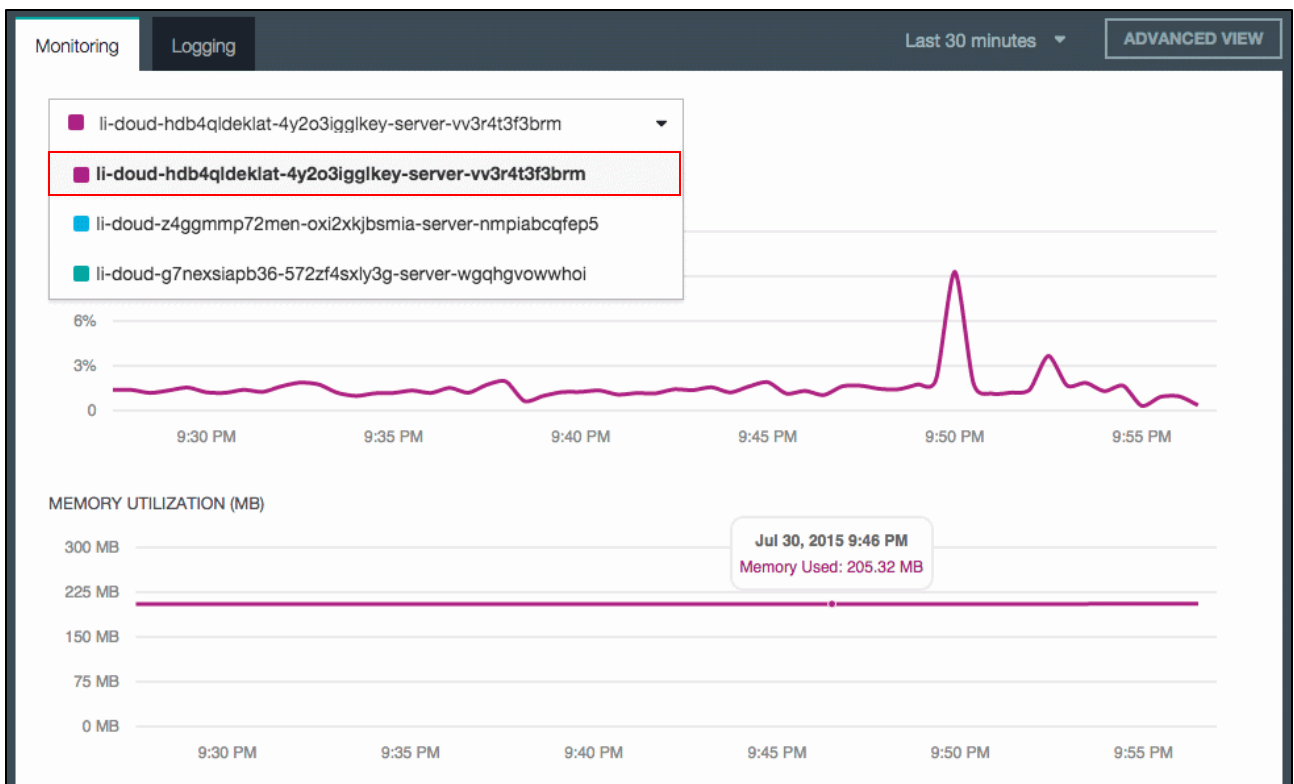 Monitoring
Logging
Last 30 minutes
ADVANCED VIEW
li-doud-hdb4qldeklat-4y2o3igglkey-server-vv3r4t3f3brm
li-doud-hdb4qldeklat-4y2o3igglkey-server-vv3r4t3f3brm
li-doud-z4ggmmp72men-oxi2xkjbsmia-server-nmpiabcqfep5
li-doud-g7nexsiapb36-572zf4sxly3g-server-wgqhgvowwhoi
6%
3%
0
9:30 PM 9:35 PM 9:40 PM 9:45 PM 9:50 PM 9:55 PM
MEMORY UTILIZATION (MB)
Jul 30, 2015 9:46 PM
Memory Used: 205.32 MB
300 MB
225 MB
150 MB
75 MB
0 MB
9:30 PM 9:35 PM 9:40 PM 9:45 PM 9:50 PM 9:55 PM